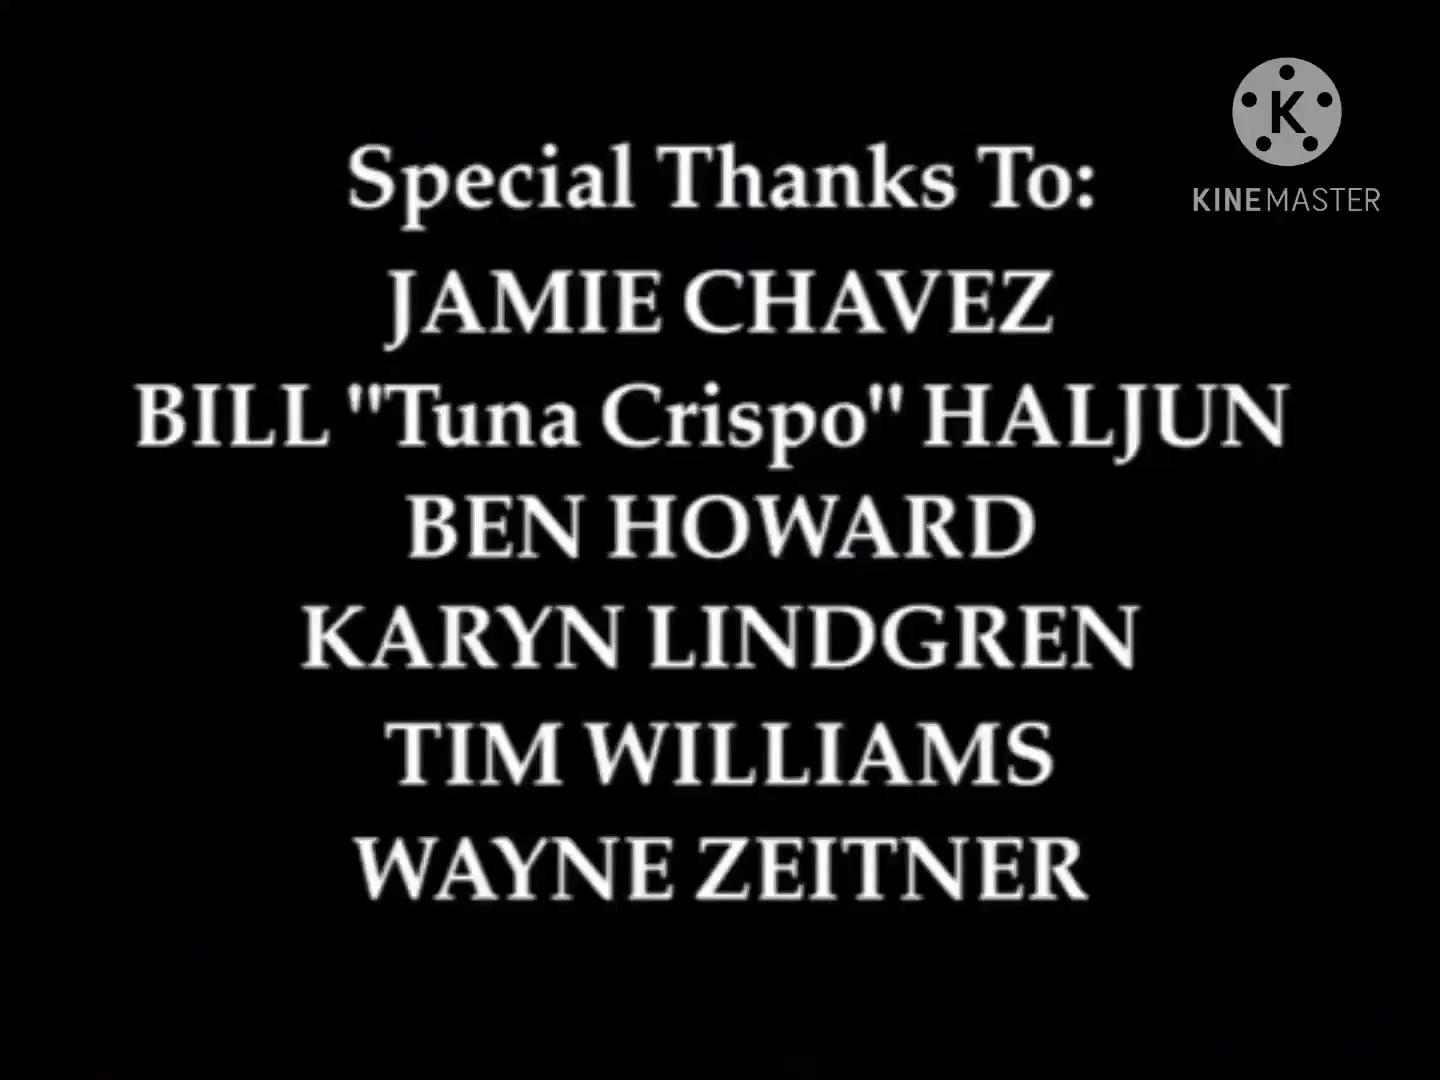 Special Thanks To:
JAMIE CHAVEZ
BILL "Tuna Crispo" HALJUN
BEN HOWARD
KARYN LINDGREN
TIM WILLIAMS
WAYNE ZEITNER
K
KINEMASTER